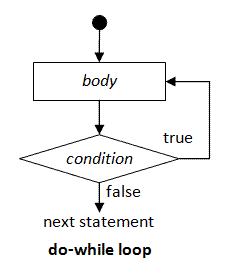 body
true
condition
false
next statement
do-while loop